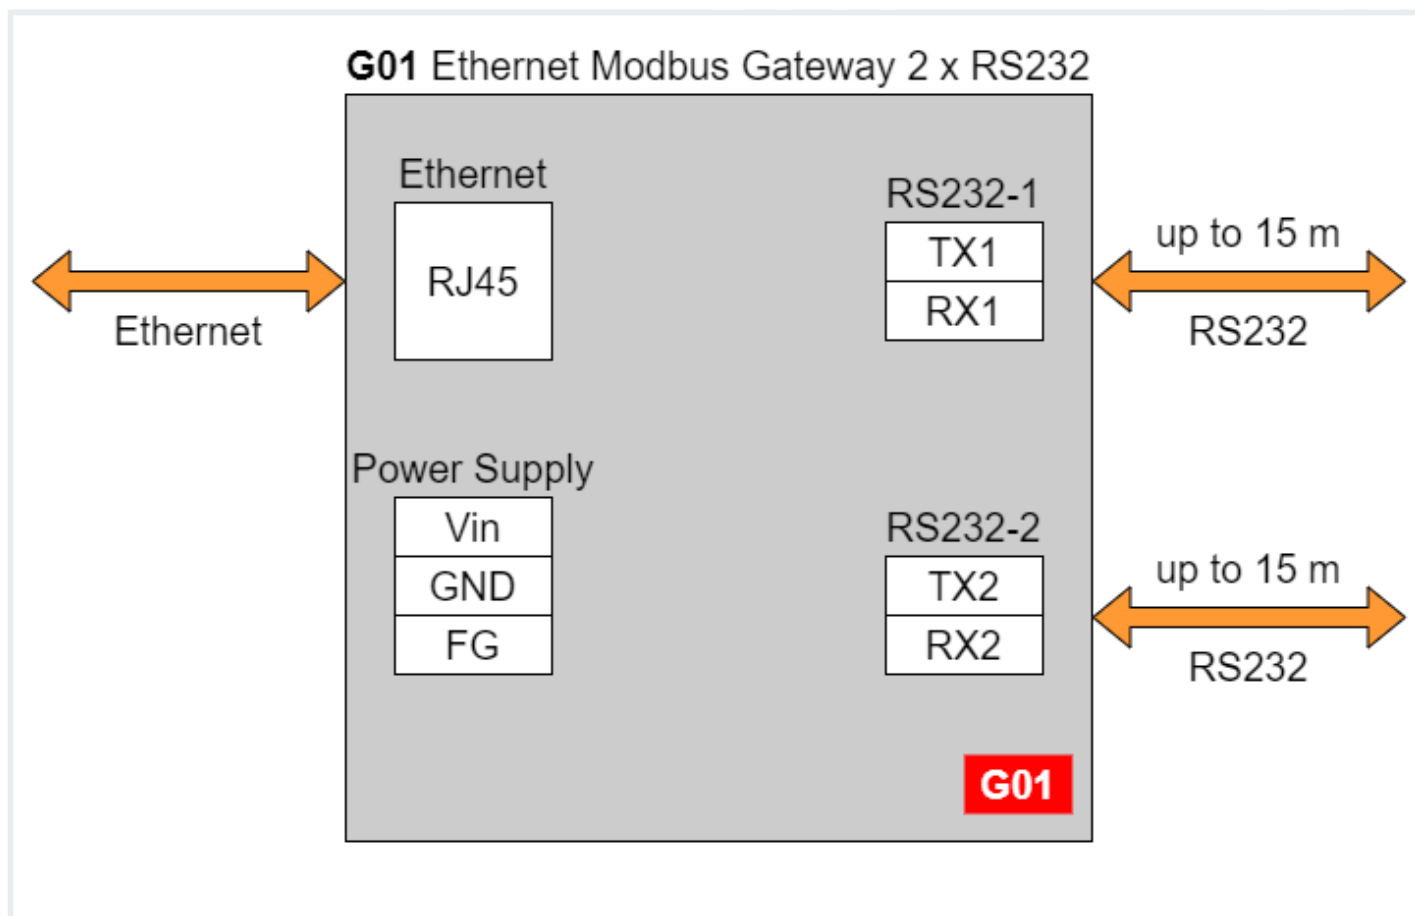 G01 Ethernet Modbus Gateway 2 x RS232
Ethernet
RJ45
Ethernet
RS232-1
TX1
RX1
up to 15 m
RS232
Power Supply
Vin
GND
FG
RS232-2
TX2
RX2
up to 15 m
RS232
G01